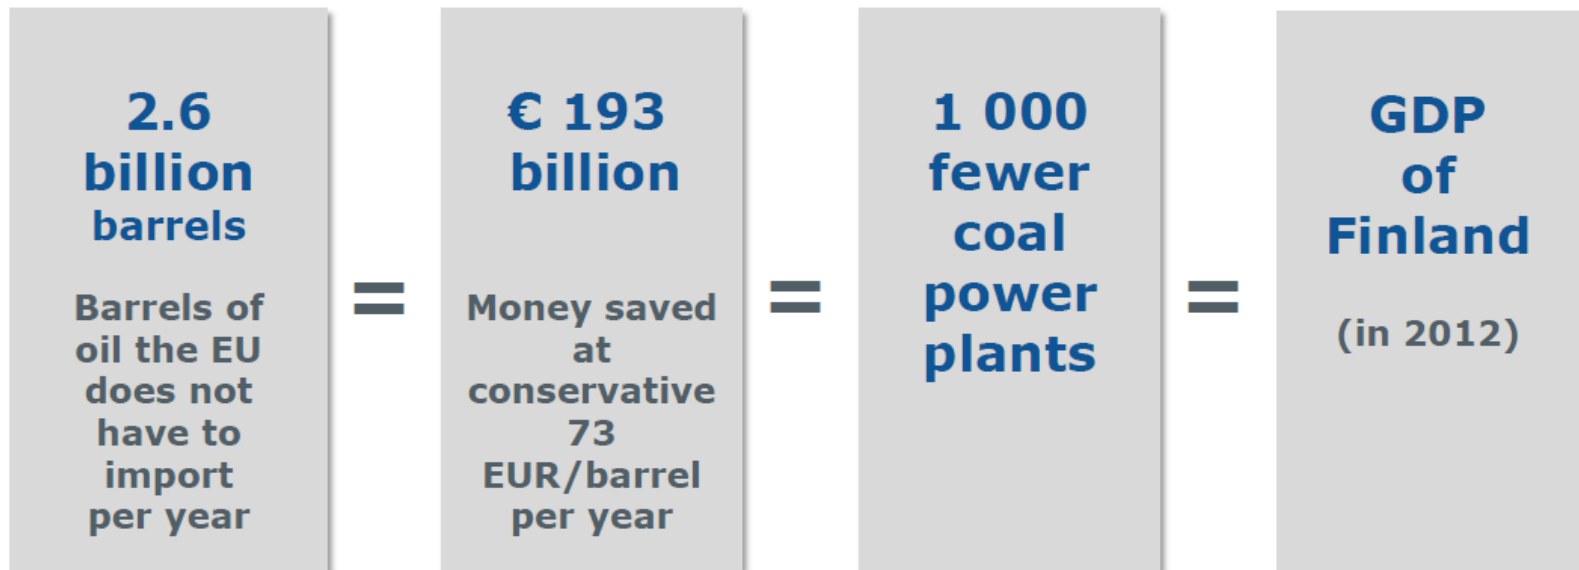 2.6
billion
barrels
Barrels of
oil the EU
does not
have to
import
per year
=
€ 193
billion
Money saved
at
conservative
73
EUR/barrel
per year
=
1 000
fewer
coal
power
plants
=
GDP
of
Finland
(in 2012)